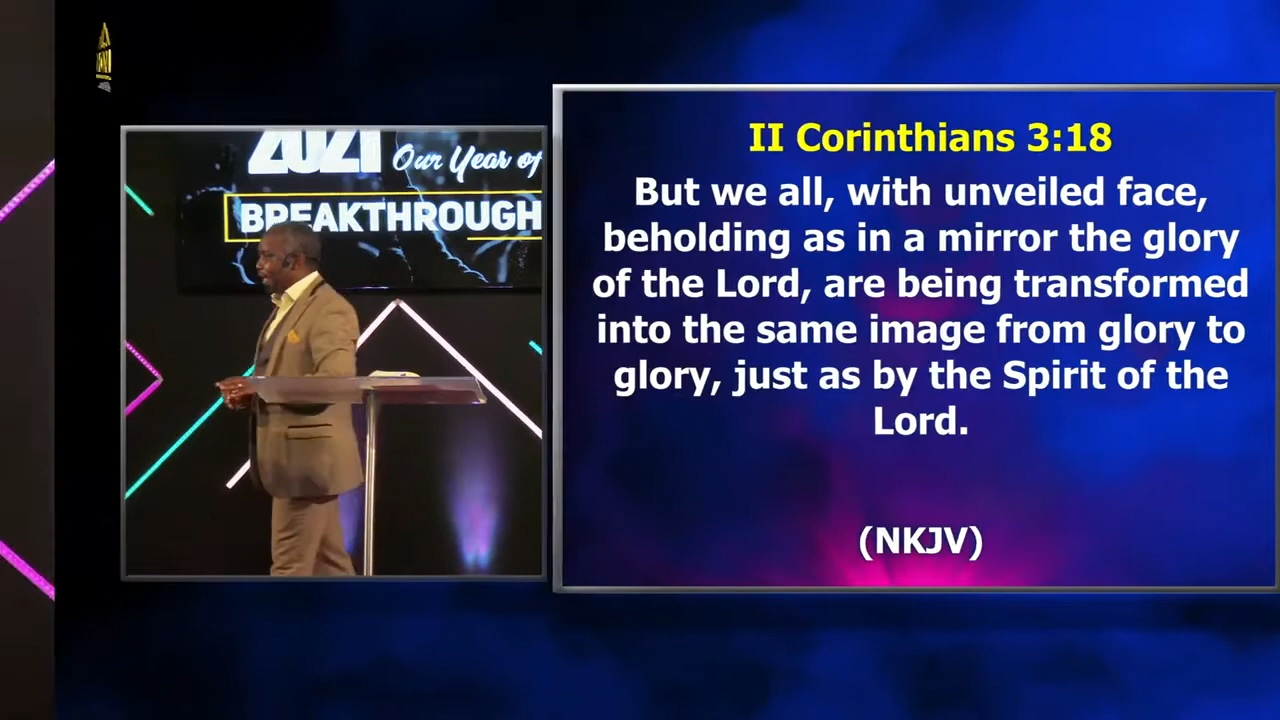 2021 Our Year of
BREAKTHROUGH
II Corinthians 3:18
But we all, with unveiled face,
beholding as in a mirror the glory
of the Lord, are being transformed
into the same image from glory to
glory, just as by the Spirit of the
Lord.
(NKJV)